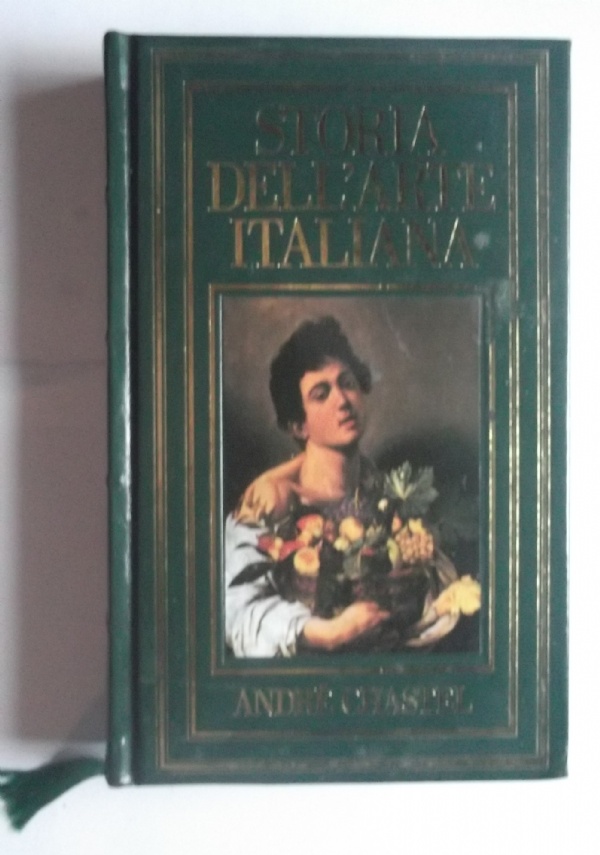 STORIA
DELL'ARTE
ITALIANA
ANDRÉ CHASTEL